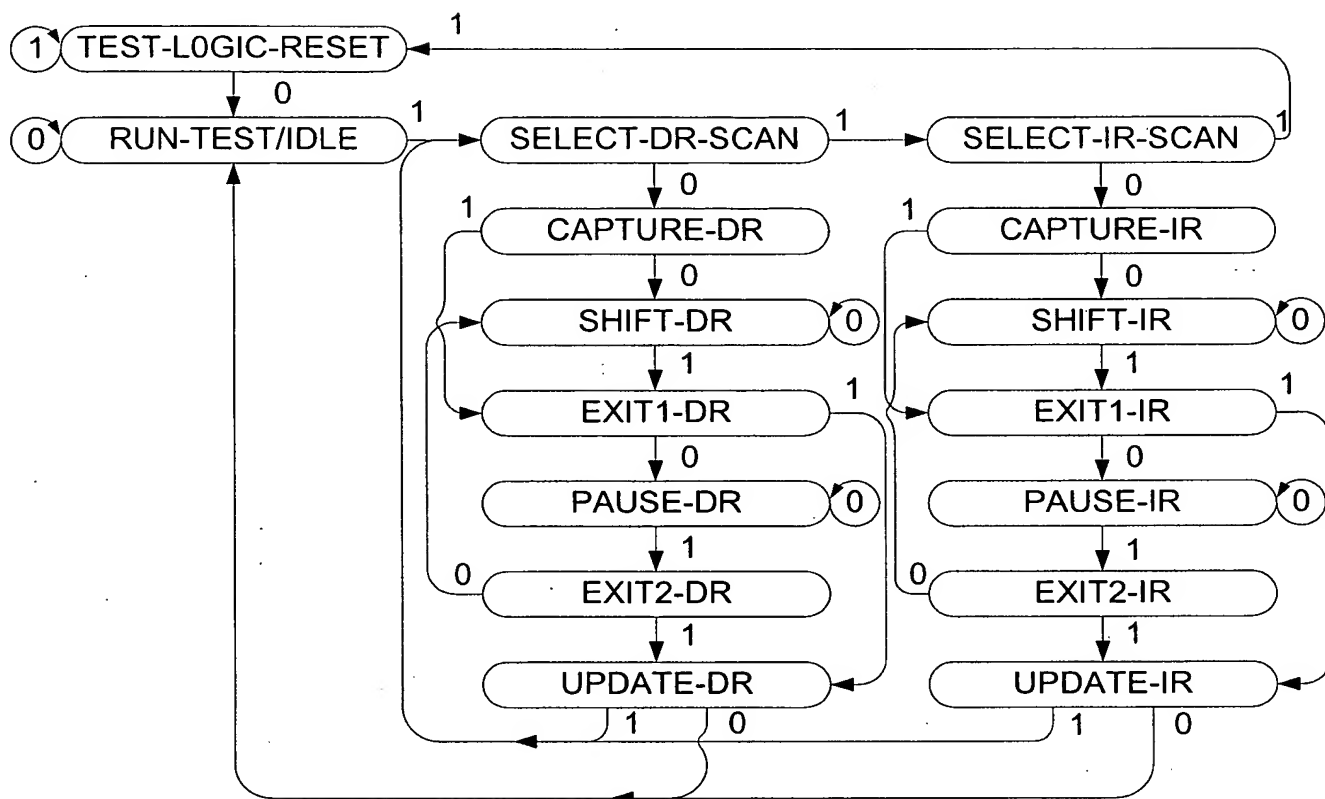 1
1 TEST-L0GIC-RESET
0
1
0 RUN-TEST/IDLE SELECT-DR-SCAN 1 SELECT-IR-SCAN 1
0 0
1 1
CAPTURE-DR CAPTURE-IR
0 0
SHIFT-DR 0 SHIFT-IR 0
1 1
1 1
EXIT1-DR EXIT1-IR
0 0
PAUSE-DR 0 PAUSE-IR 0
1 1
0 EXIT2-DR 0 EXIT2-IR
1 1
UPDATE-DR UPDATE-IR
1 0 1 0